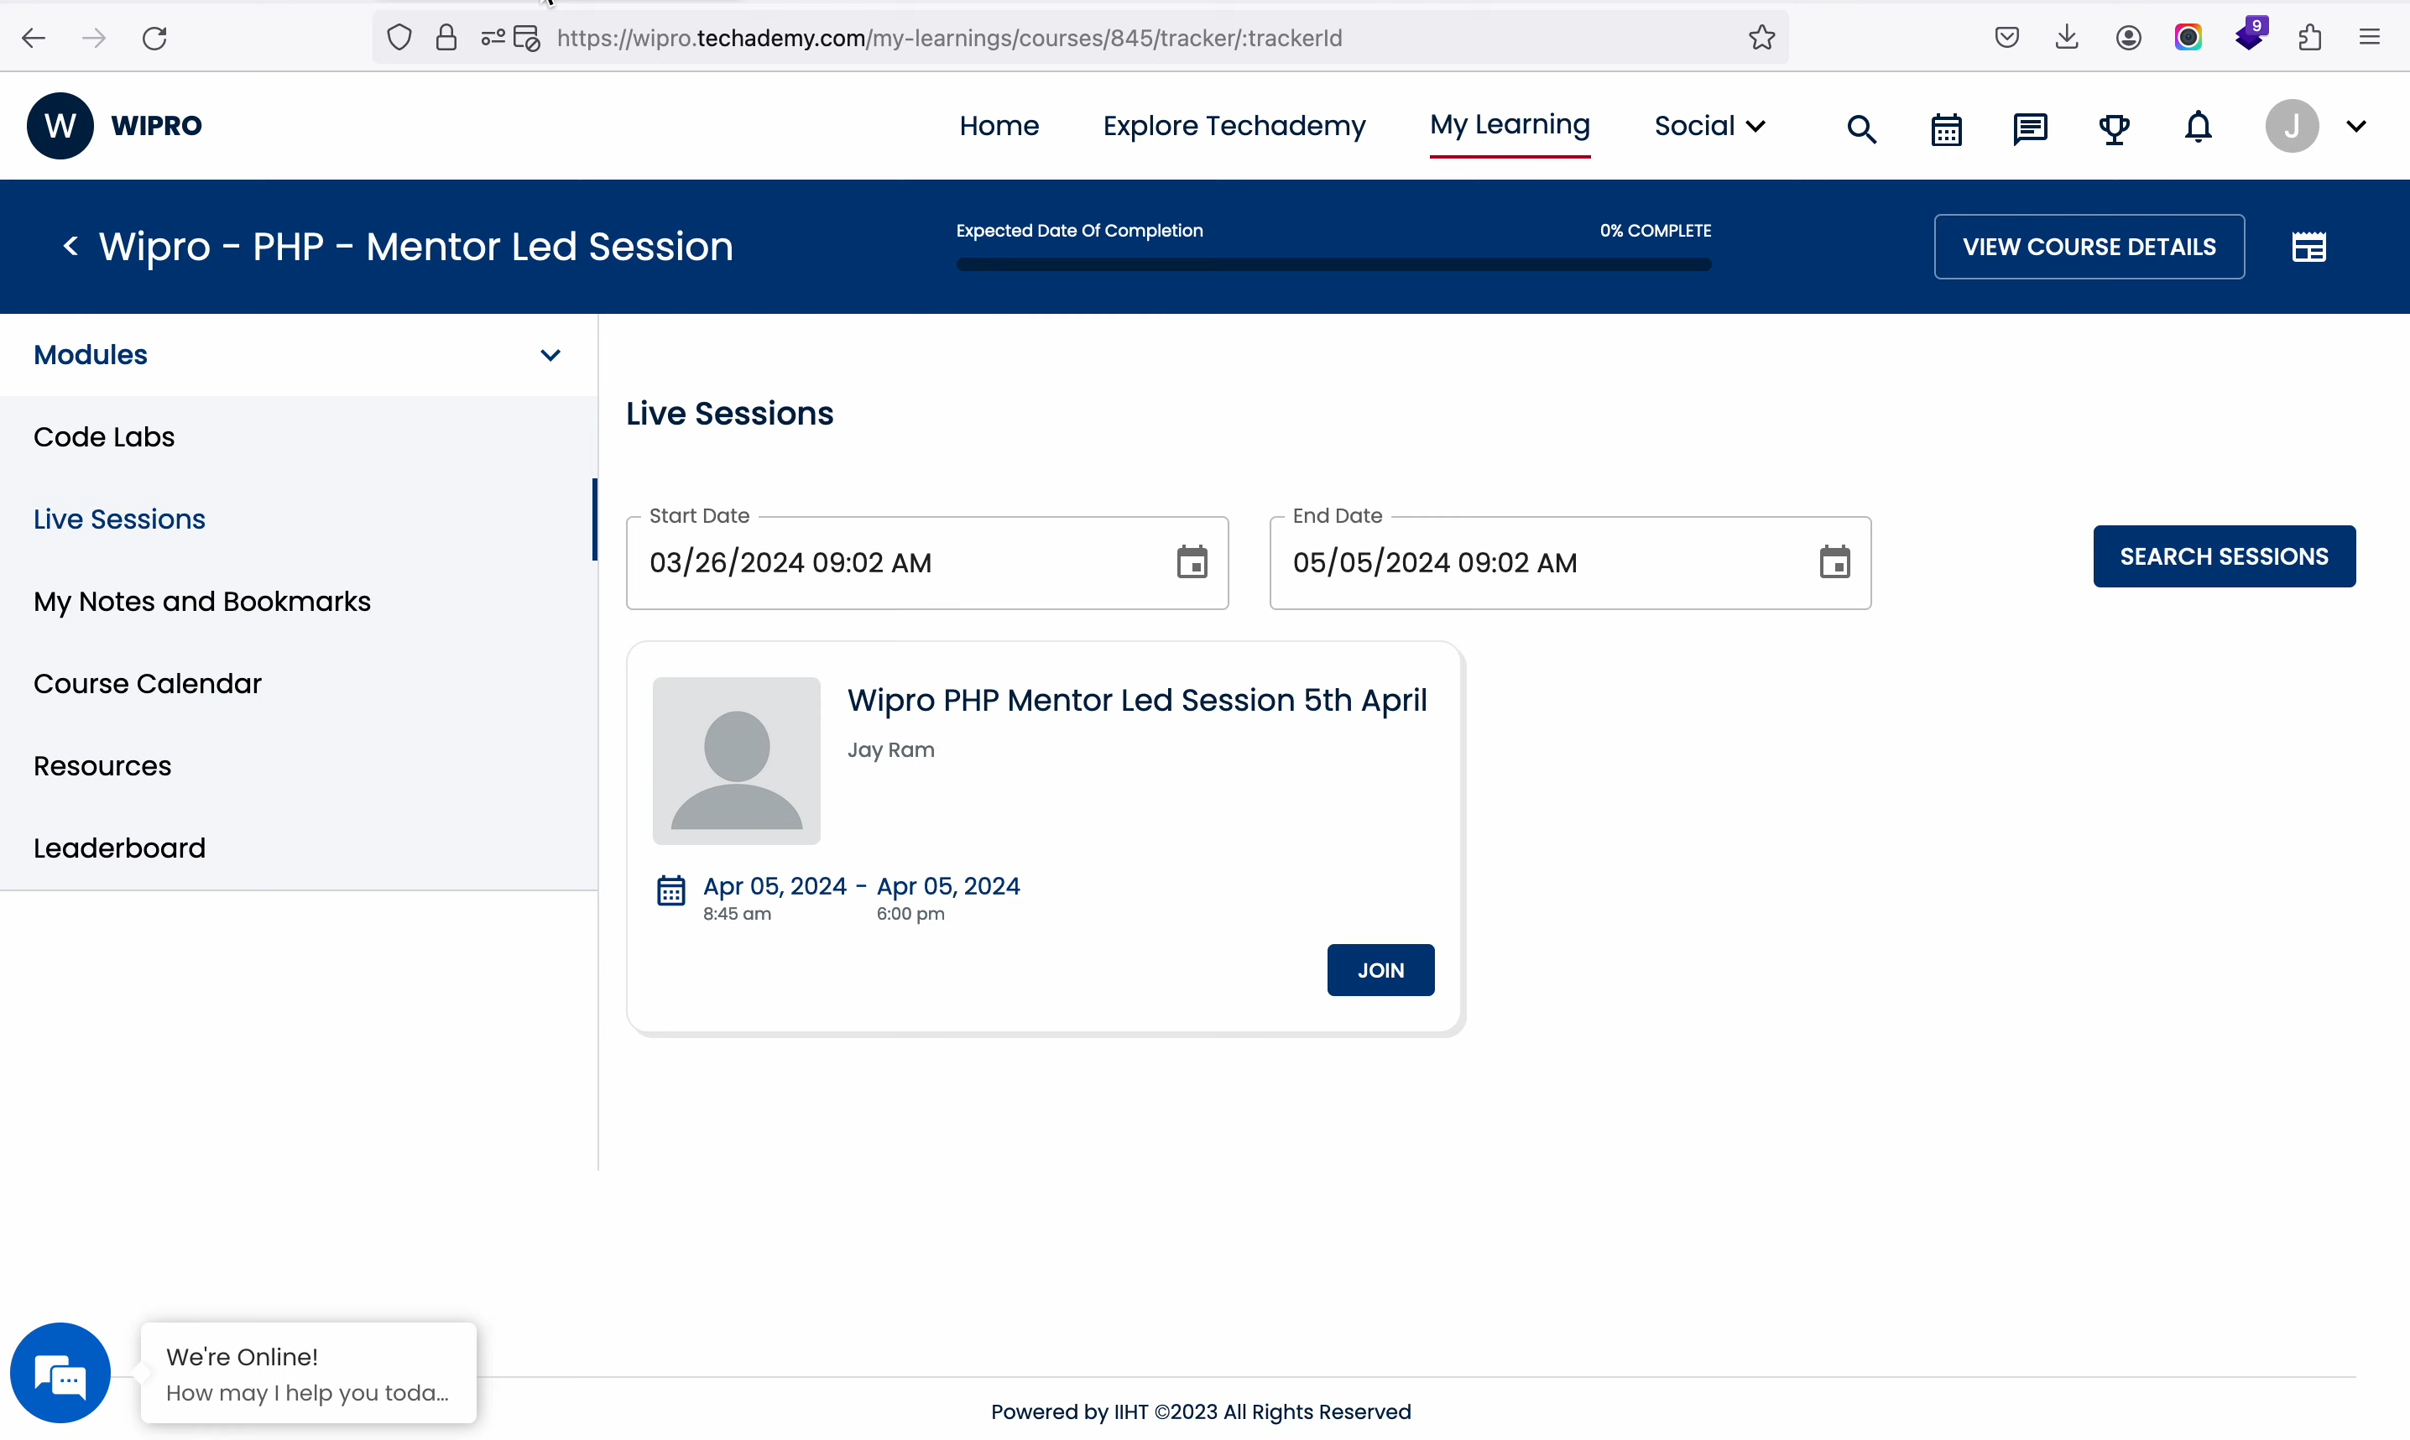 https://wipro.techademy.com/my-learnings/courses/845/tracker/:trackerId
9
W WIPRO
Home Explore Techademy My Learning Social
J
< Wipro - PHP - Mentor Led Session
Expected Date Of Completion 0% COMPLETE
VIEW COURSE DETAILS
Modules
Code Labs
Live Sessions
My Notes and Bookmarks
Course Calendar
Resources
Leaderboard
Live Sessions
Start Date
03/26/2024 09:02 AM
End Date
05/05/2024 09:02 AM
SEARCH SESSIONS
Wipro PHP Mentor Led Session 5th April
Jay Ram
Apr 05, 2024 - Apr 05, 2024
8:45 am 6:00 pm
JOIN
We're Online!
How may I help you toda...
Powered by IIHT ©2023 All Rights Reserved